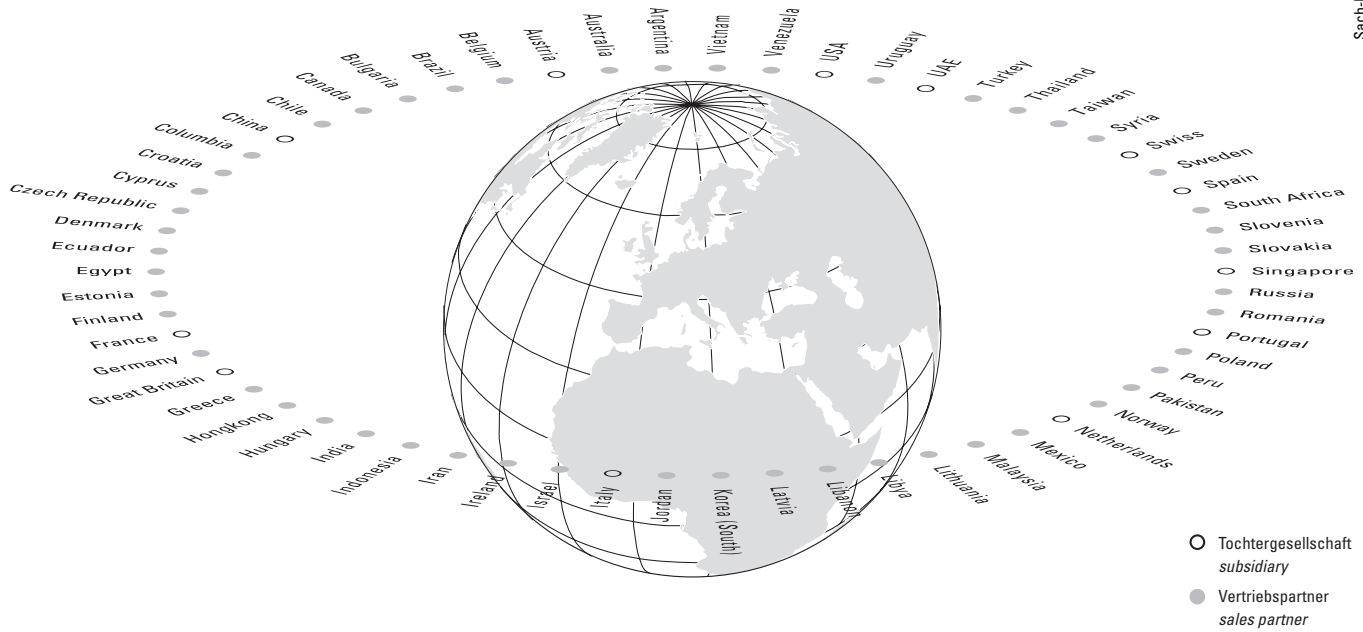 Argentina
Australia
Austria
Belgium
Brazil
Bulgaria
Canada
Chile
China
Columbia
Croatia
Cyprus
Czech Republic
Denmark
Ecuador
Egypt
Estonia
Finland
France
Germany
Great Britain
Greece
Hongkong
Hungary
India
Indonesia
Iran
Ireland
Israel
Italy
Jordan
Korea (South)
Latvia
Libanon
Libya
Lithuania
Malaysia
Mexico
Netherlands
Norway
Pakistan
Peru
Poland
Portugal
Romania
Russia
Singapore
Slovakia
Slovenia
South Africa
Spain
Sweden
Swiss
Syria
Taiwan
Thailand
Turkey
UAE
Uruguay
USA
Venezuela
Vietnam
Tochtergesellschaft
subsidiary
Vertriebspartner
sales partner